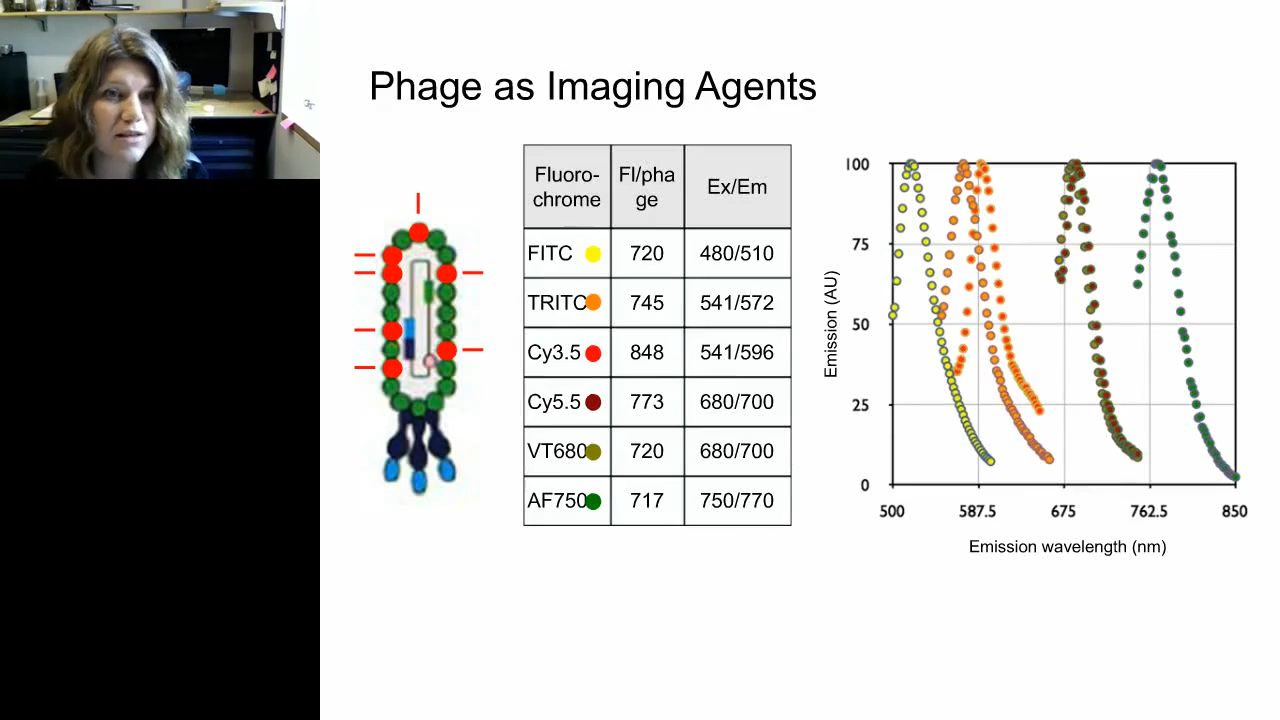 Phage as Imaging Agents
Fluoro-
chrome
Fl/pha
ge
Ex/Em
FITC 720 480/510
TRITC 745 541/572
Cy3.5 848 541/596
Cy5.5 773 680/700
VT680 720 680/700
AF750 717 750/770
Emission (AU)
100
75
50
25
0
500 587.5 675 762.5 850
Emission wavelength (nm)